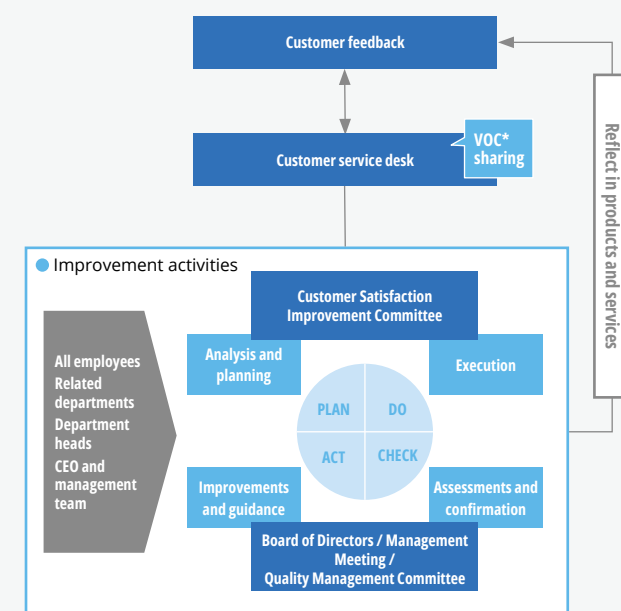 Customer feedback
Customer service desk
VOC*
sharing
Reflect in products and services
Improvement activities
Customer Satisfaction
Improvement Committee
All employees
Related
departments
Department
heads
CEO and
management
team
Analysis and
planning
Execution
PLAN
DO
ACT
CHECK
Improvements
and guidance
Assessments and
confirmation
Board of Directors / Management
Meeting /
Quality Management Committee